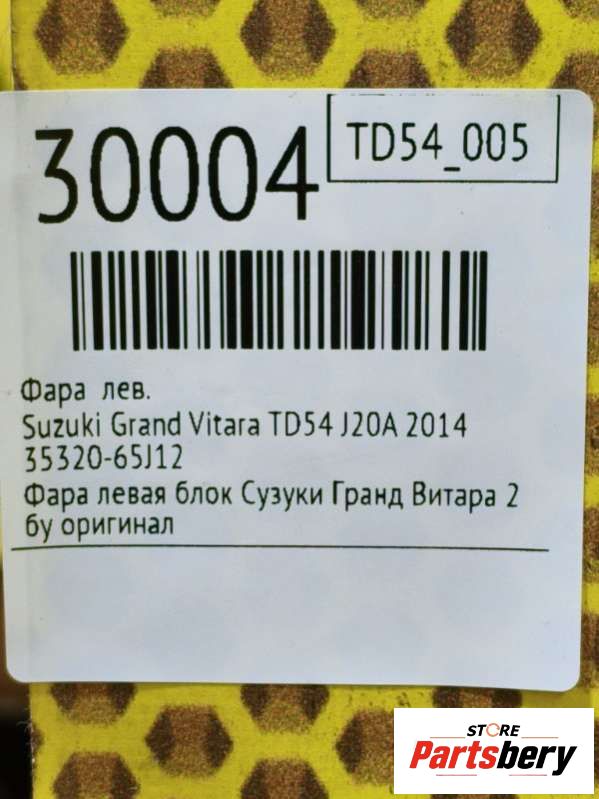 30004
TD54_005
Фара лев.
Suzuki Grand Vitara TD54 J20A 2014
35320-65J12
Фара левая блок Сузуки Гранд Витара 2
бу оригинал
STORE
Partsbery